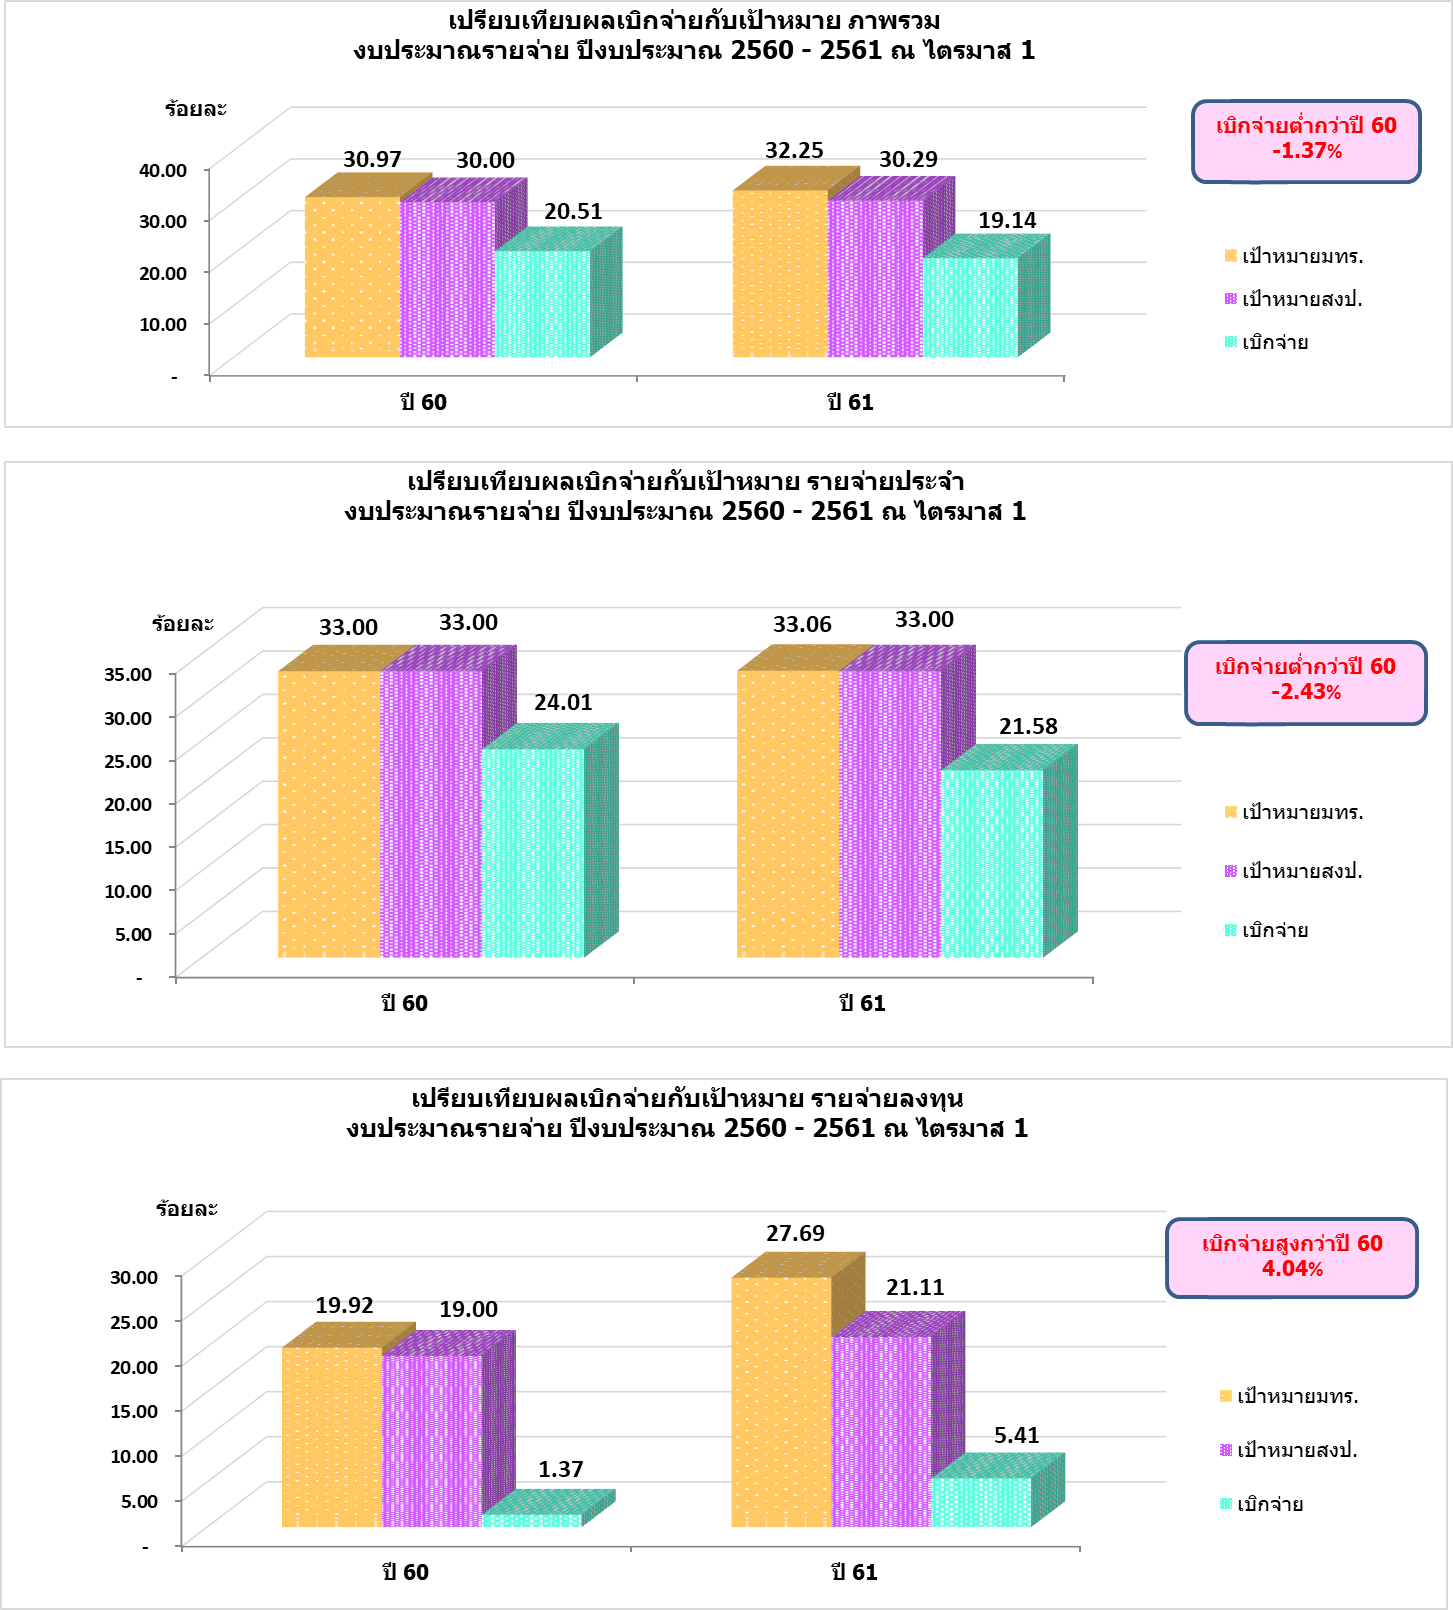 เปรียบเทียบผลเบิกจ่ายกับเป้าหมาย ภาพรวม
งบประมาณรายจ่าย ปีงบประมาณ 2560 - 2561 ณ ไตรมาส 1
ร้อยละ
40.00
30.00
20.00
10.00
-
30.97
30.00
20.51
32.25
30.29
19.14
ปี 60
ปี 61
เบิกจ่ายต่ำกว่าปี 60
-1.37%
เป้าหมายมทร.
เป้าหมายสงป.
เบิกจ่าย
เปรียบเทียบผลเบิกจ่ายกับเป้าหมาย รายจ่ายประจำ
งบประมาณรายจ่าย ปีงบประมาณ 2560 - 2561 ณ ไตรมาส 1
ร้อยละ
35.00
30.00
25.00
20.00
15.00
10.00
5.00
-
33.00
33.00
24.01
33.06
33.00
21.58
ปี 60
ปี 61
เบิกจ่ายต่ำกว่าปี 60
-2.43%
เป้าหมายมทร.
เป้าหมายสงป.
เบิกจ่าย
เปรียบเทียบผลเบิกจ่ายกับเป้าหมาย รายจ่ายลงทุน
งบประมาณรายจ่าย ปีงบประมาณ 2560 - 2561 ณ ไตรมาส 1
ร้อยละ
30.00
25.00
20.00
15.00
10.00
5.00
-
19.92
19.00
1.37
27.69
21.11
5.41
ปี 60
ปี 61
เบิกจ่ายสูงกว่าปี 60
4.04%
เป้าหมายมทร.
เป้าหมายสงป.
เบิกจ่าย